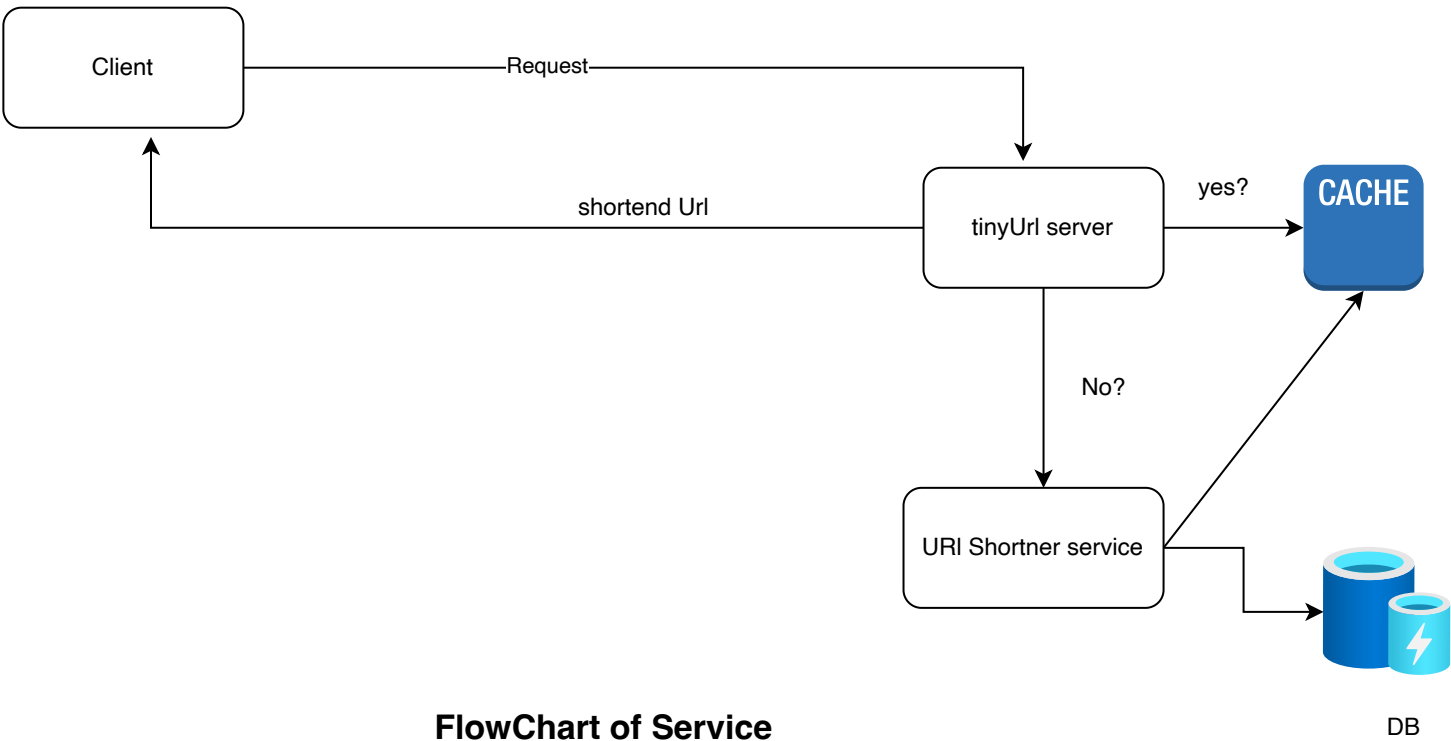 Client
Request
shortend Url
tinyUrl server
yes?
CACHE
No?
URl Shortner service
FlowChart of Service
DB